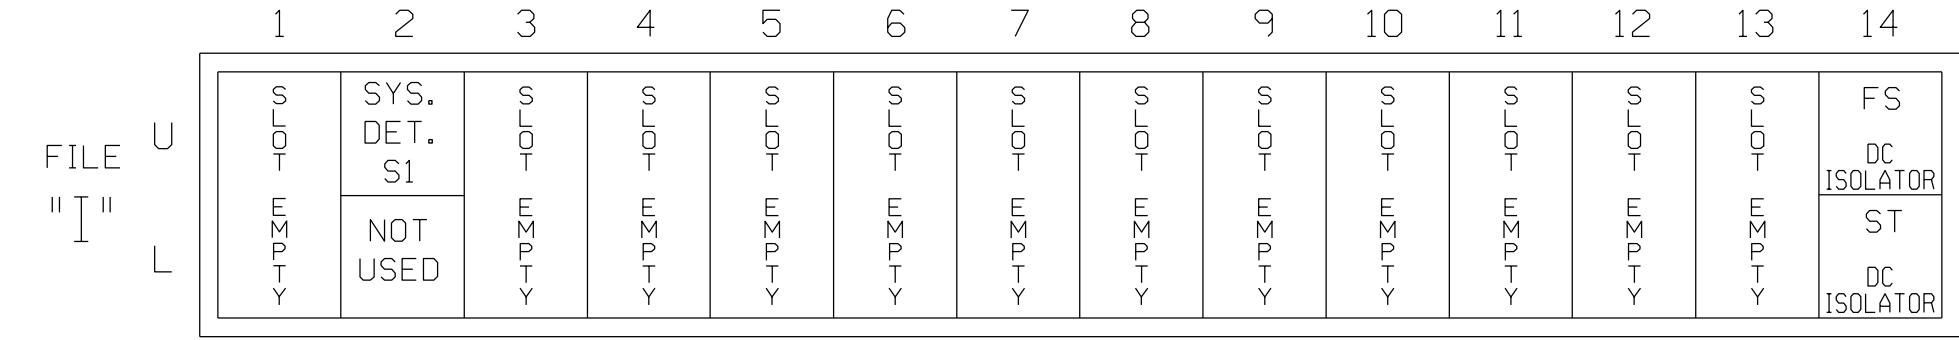 1 2 3 4 5 6 7 8 9 10 11 12 13 14
FILE
"I"
U
L
SLOT EMPTY
SYS.
DET.
S1
NOT
USED
SLOT EMPTY
SLOT EMPTY
SLOT EMPTY
SLOT EMPTY
SLOT EMPTY
SLOT EMPTY
SLOT EMPTY
SLOT EMPTY
SLOT EMPTY
SLOT EMPTY
SLOT EMPTY
FS
DC
ISOLATOR
ST
DC
ISOLATOR